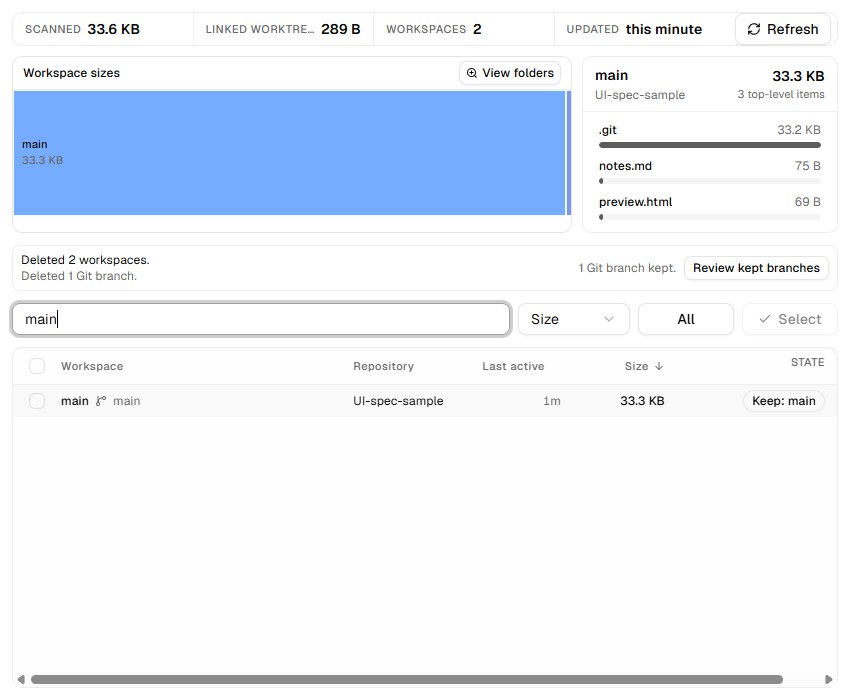 SCANNED 33.6 KB LINKED WORKTRE… 289 B WORKSPACES 2 UPDATED this minute Refresh
Workspace sizes View folders
main
33.3 KB
main 33.3 KB
UI-spec-sample 3 top-level items
.git 33.2 KB
notes.md 75 B
preview.html 69 B
Deleted 2 workspaces.
Deleted 1 Git branch.
1 Git branch kept. Review kept branches
main Size All Select
Workspace Repository Last active Size STATE
main main UI-spec-sample 1m 33.3 KB Keep: main